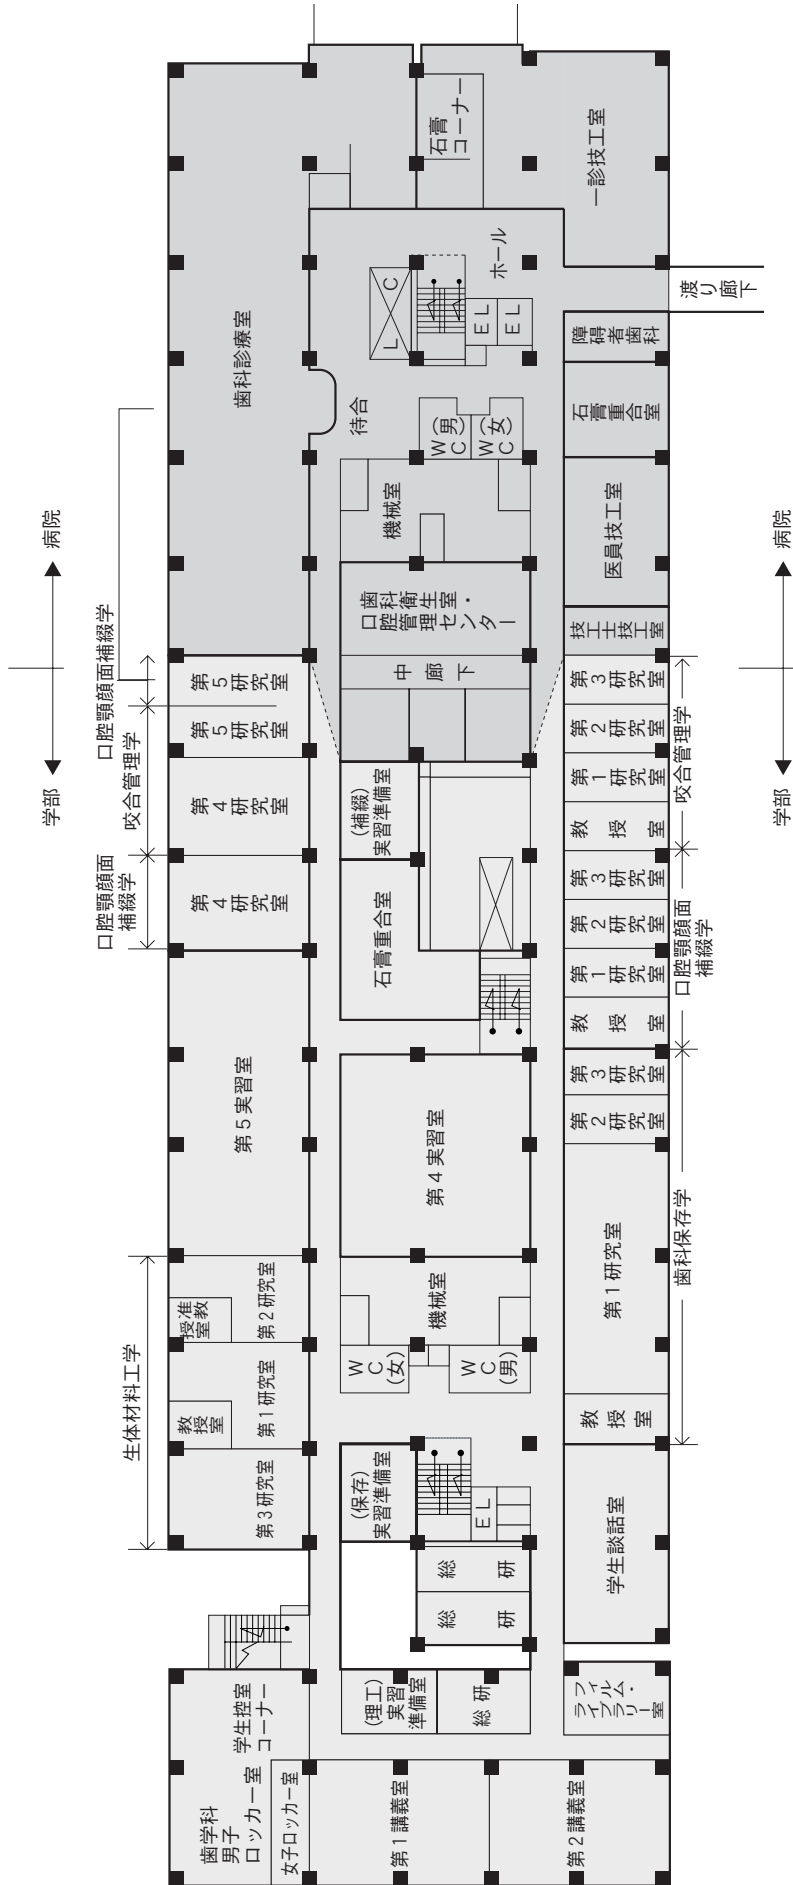 石膏
コーナー
一診技工室
ホール
渡り廊下
歯科診療室
L C
EL
EL
障碍者歯科
石膏重合室
待合
WC
(男)
WC
(女)
機械室
医員技工室
病院
学部
病院
学部
歯科衛生室・
口腔管理センター
技工士技工室
中廊下
口腔顎顔面補綴学
第5研究室
第5研究室
咬合管理学
第4研究室
口腔顎顔面
補綴学
第4研究室
(補綴)
実習準備室
石膏重合室
第3研究室
第2研究室
第1研究室
教授室
咬合管理学
第3研究室
第2研究室
第1研究室
教授室
口腔顎顔面
補綴学
第5実習室
第4実習室
第3研究室
第2研究室
第1研究室
教授室
歯科保存学
生体材料工学
准教授室
第2研究室
教授室
第1研究室
第3研究室
機械室
WC
(女)
WC
(男)
(保存)
実習準備室
EL
総研
総研
学生談話室
学生控室
コーナー
(理工)
実習
準備室
総研
フィルム・
ライブラリー室
歯学科
男子
ロッカー室
女子ロッカー室
第1講義室
第2講義室